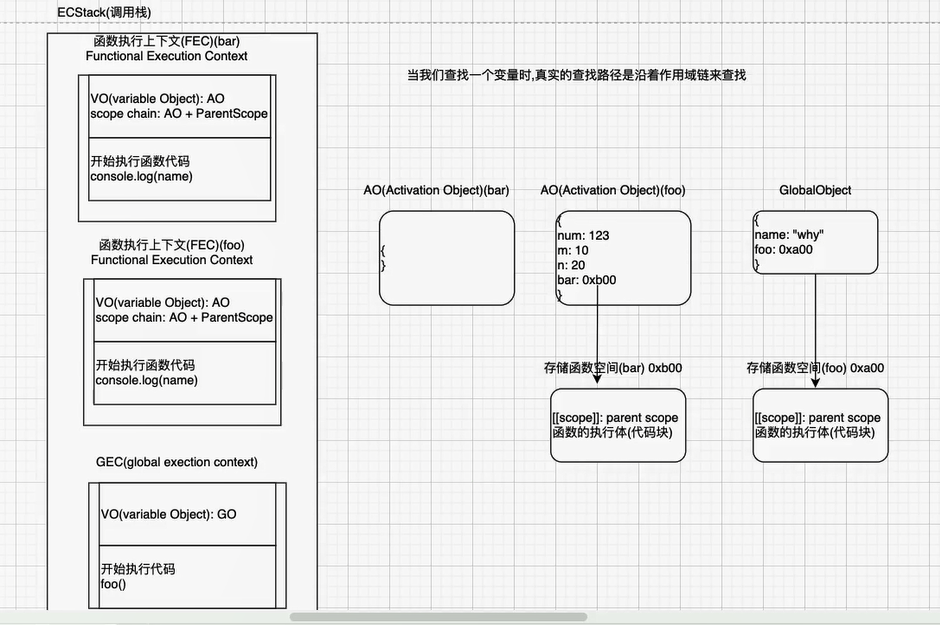 ECStack(调用栈)
函数执行上下文(FEC)(bar)
Functional Execution Context
VO(variable Object): AO
scope chain: AO + ParentScope
开始执行函数代码
console.log(name)
函数执行上下文(FEC)(foo)
Functional Execution Context
VO(variable Object): AO
scope chain: AO + ParentScope
开始执行函数代码
console.log(name)
GEC(global exection context)
VO(variable Object): GO
开始执行代码
foo()
当我们查找一个变量时,真实的查找路径是沿着作用域链来查找
AO(Activation Object)(bar)
{
}
AO(Activation Object)(foo)
{
num: 123
m: 10
n: 20
bar: 0xb00
}
存储函数空间(bar) 0xb00
[[scope]]: parent scope
函数的执行体(代码块)
GlobalObject
{
name: "why"
foo: 0xa00
}
存储函数空间(foo) 0xa00
[[scope]]: parent scope
函数的执行体(代码块)